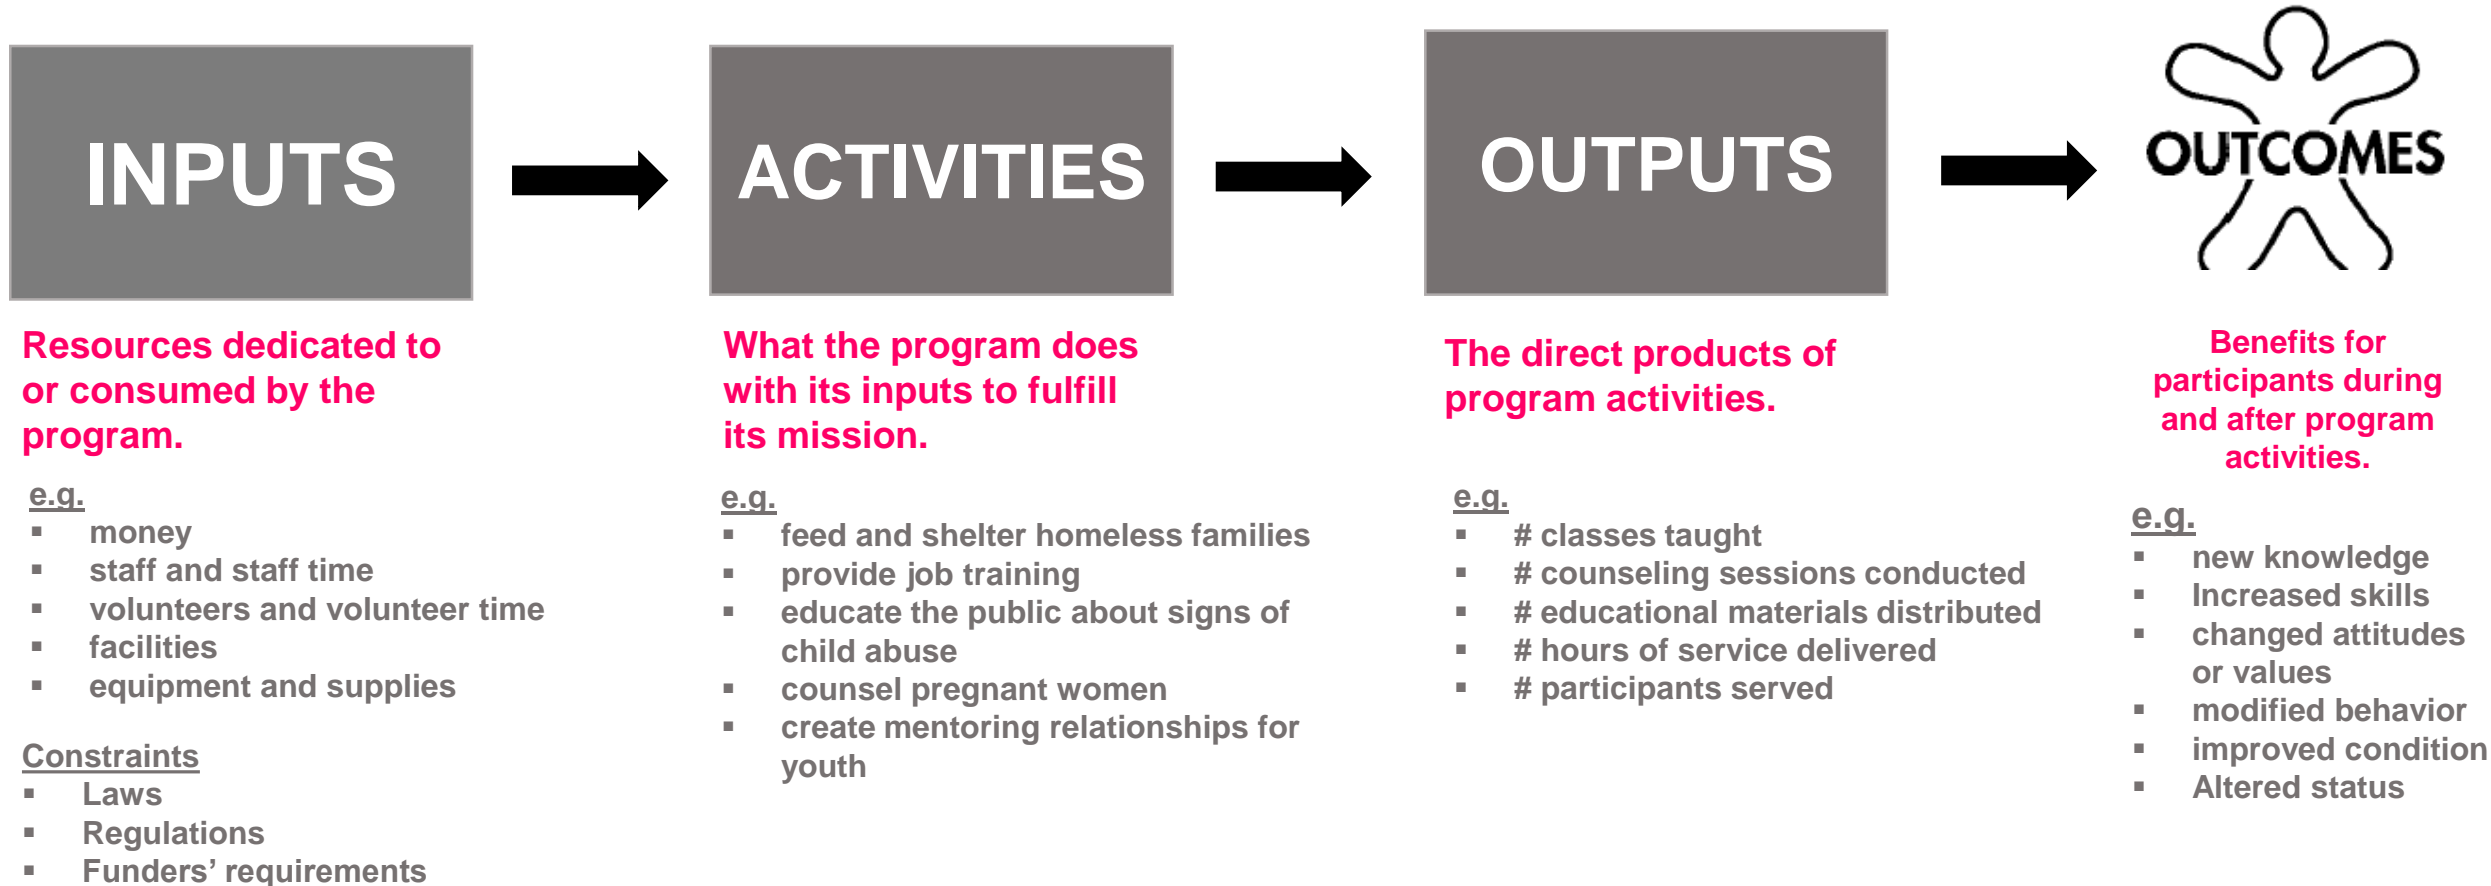 INPUTS
Resources dedicated to
or consumed by the
program.
e.g.
▪ money
▪ staff and staff time
▪ volunteers and volunteer time
▪ facilities
▪ equipment and supplies
Constraints
▪ Laws
▪ Regulations
▪ Funders’ requirements
ACTIVITIES
What the program does
with its inputs to fulfill
its mission.
e.g.
▪ feed and shelter homeless families
▪ provide job training
▪ educate the public about signs of
child abuse
▪ counsel pregnant women
▪ create mentoring relationships for
youth
OUTPUTS
The direct products of
program activities.
e.g.
▪ # classes taught
▪ # counseling sessions conducted
▪ # educational materials distributed
▪ # hours of service delivered
▪ # participants served
OUTCOMES
Benefits for
participants during
and after program
activities.
e.g.
▪ new knowledge
▪ Increased skills
▪ changed attitudes
or values
▪ modified behavior
▪ improved condition
▪ Altered status